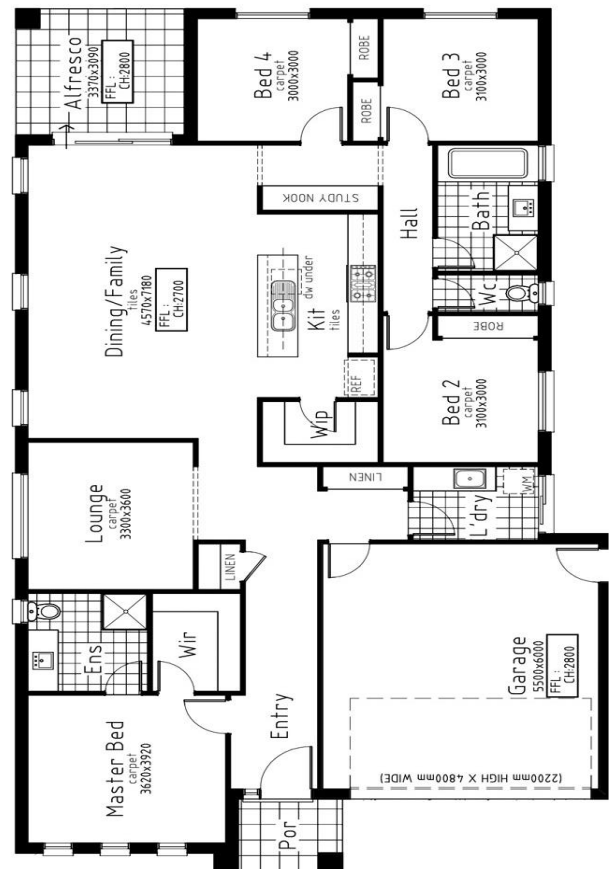 Alfresco
3370x3090
FFL :
CH:2800
Bed 4
carpet
3000x3000
ROBE
ROBE
Bed 3
carpet
3100x3000
STUDY NOOK
Hall
Bath
Dining/Family
tiles
4570x7180
FFL :
CH:2700
Kit
tiles
dw under
REF
WC
ROBE
Bed 2
carpet
3100x3000
WIP
Lounge
carpet
3300x3600
LINEN
L'dry
WM
LINEN
Ens
Wir
Entry
Garage
5500x6000
FFL :
CH:2800
(2200mm HIGH X 4800mm WIDE)
Master Bed
carpet
3620x3920
Por